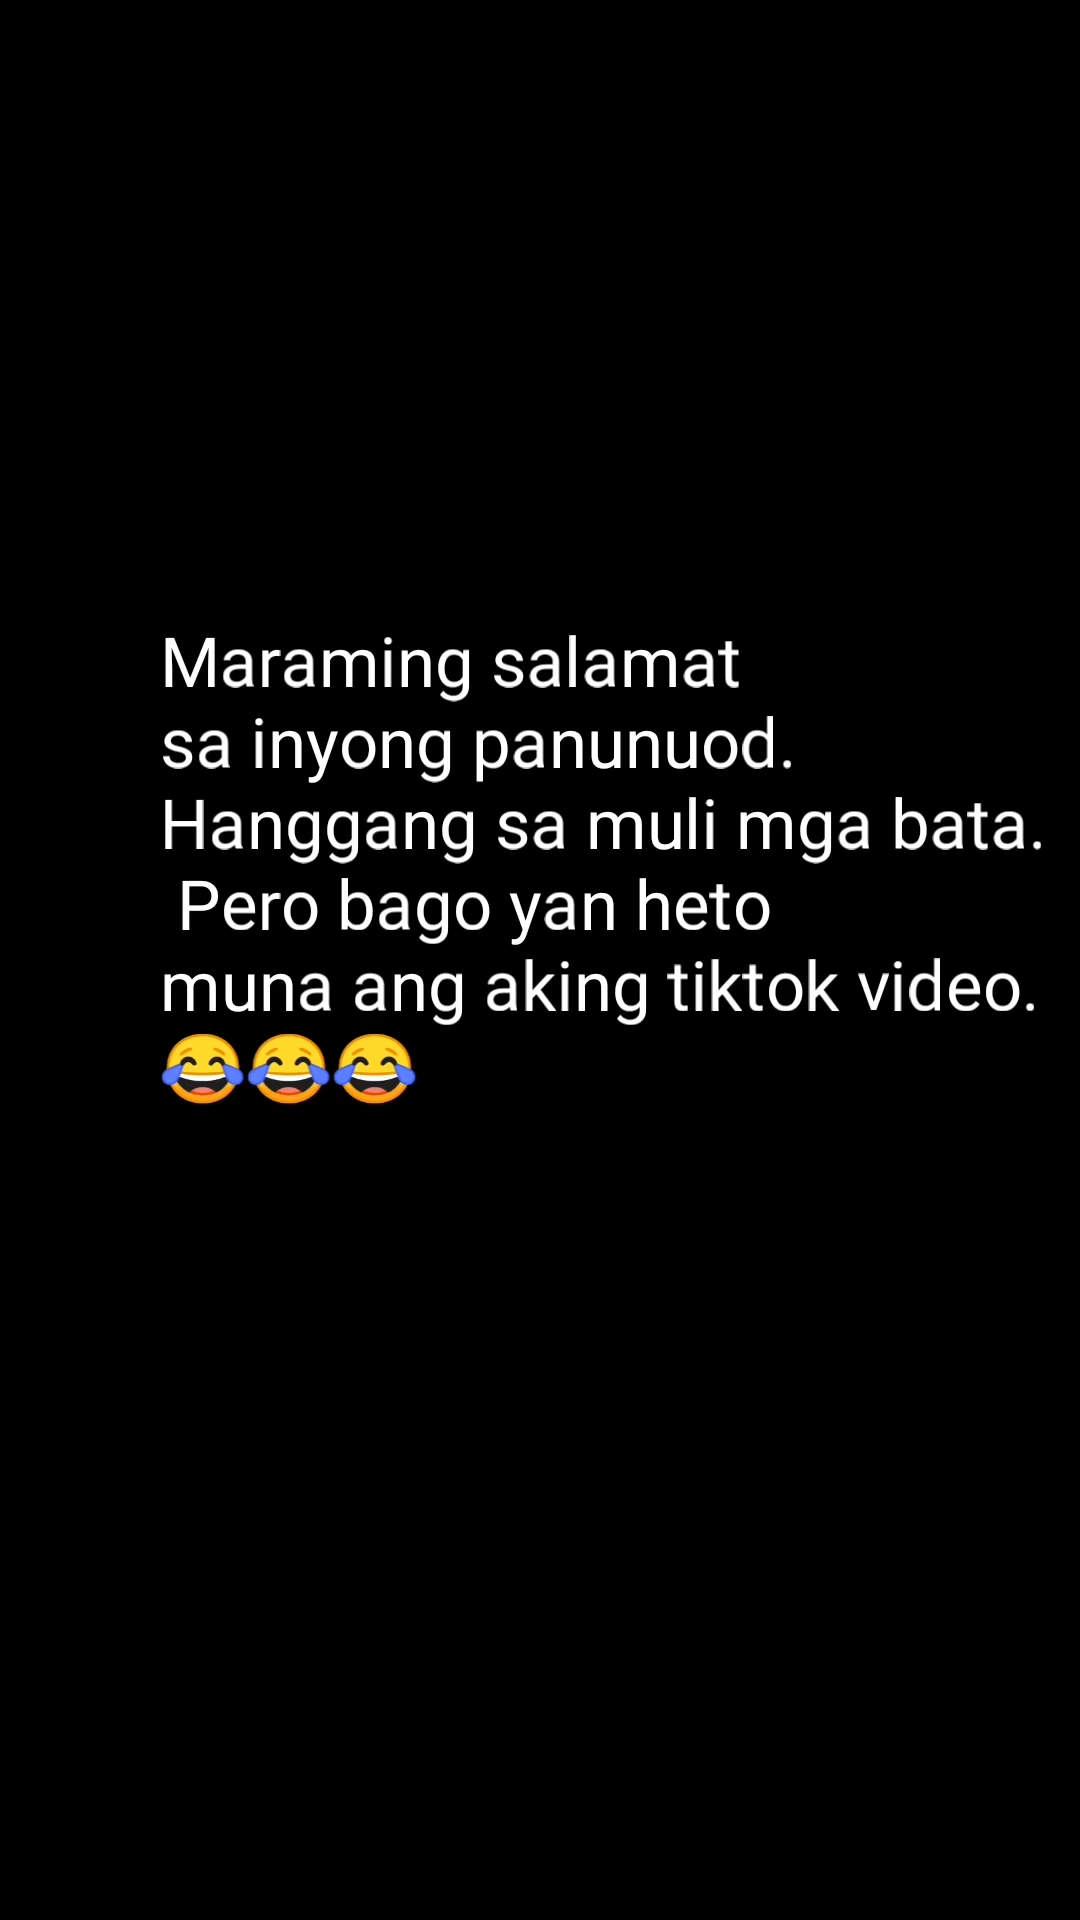 Maraming salamat
sa inyong panunuod.
Hanggang sa muli mga bata.
Pero bago yan heto
muna ang aking tiktok video.
😂😂😂